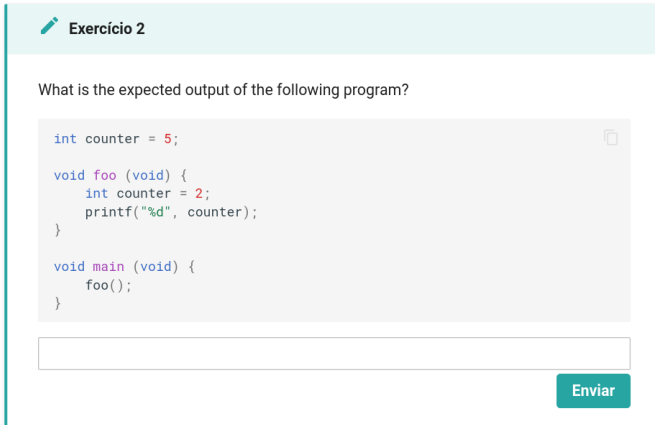 Exercício 2
What is the expected output of the following program?
int counter = 5;
void foo (void) {
    int counter = 2;
    printf("%d", counter);
}
void main (void) {
    foo();
}
Enviar